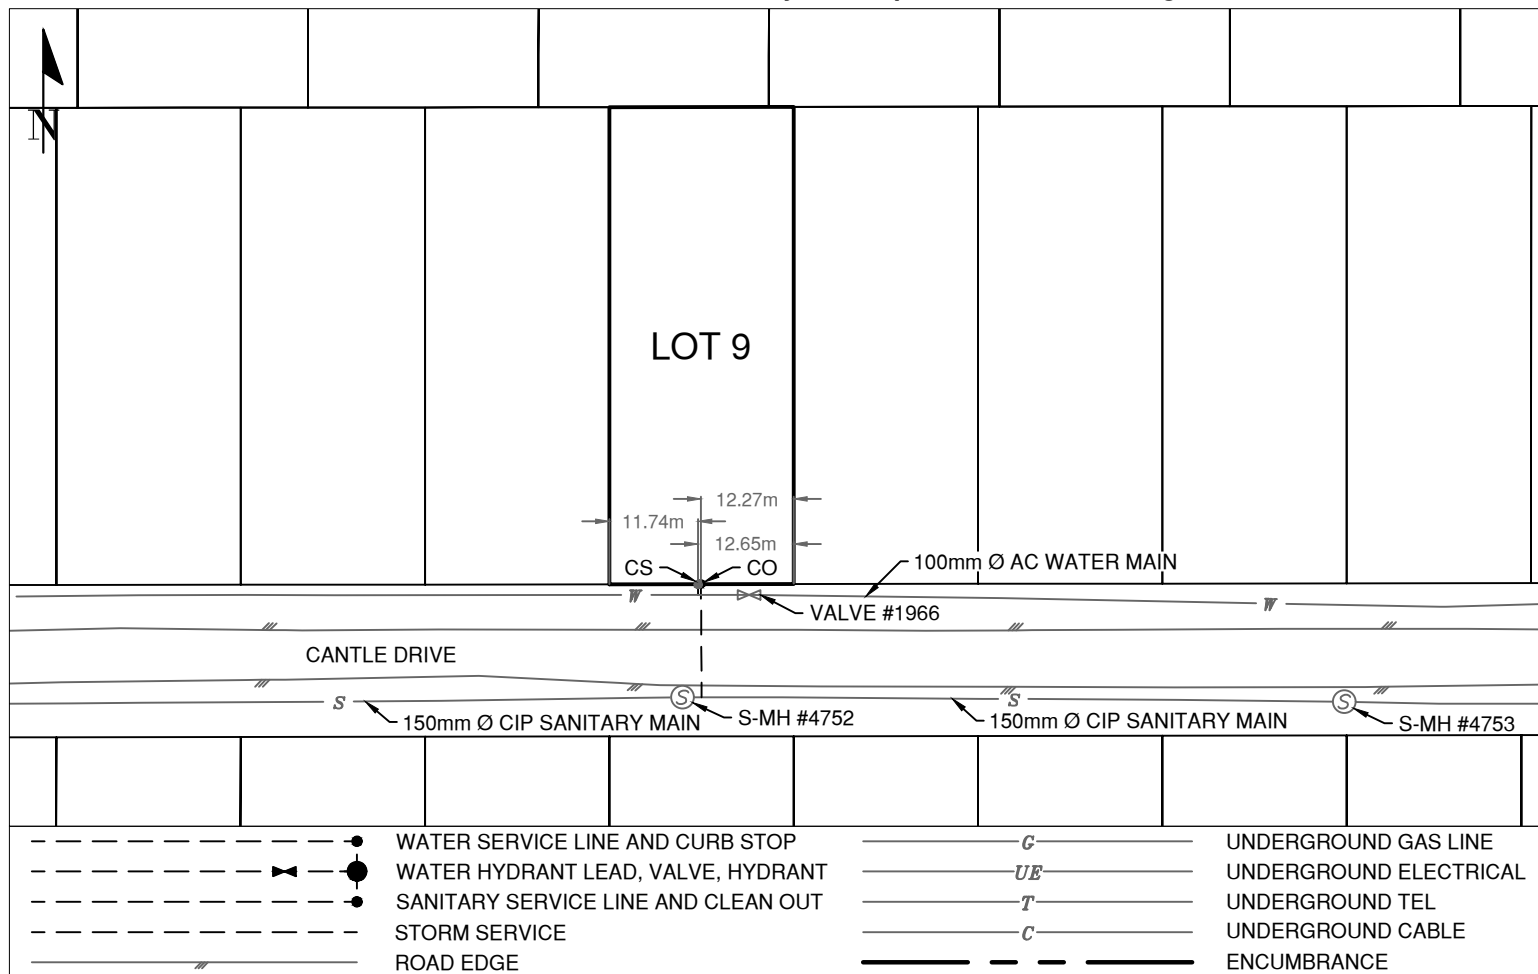 N
LOT 9
12.27m
11.74m
12.65m
CS
CO
100mm Ø AC WATER MAIN
W
W
VALVE #1966
CANTLE DRIVE
S
S
S
S
150mm Ø CIP SANITARY MAIN
S-MH #4752
150mm Ø CIP SANITARY MAIN
S-MH #4753
WATER SERVICE LINE AND CURB STOP
WATER HYDRANT LEAD, VALVE, HYDRANT
SANITARY SERVICE LINE AND CLEAN OUT
STORM SERVICE
ROAD EDGE
G UNDERGROUND GAS LINE
UE UNDERGROUND ELECTRICAL
T UNDERGROUND TEL
C UNDERGROUND CABLE
ENCUMBRANCE